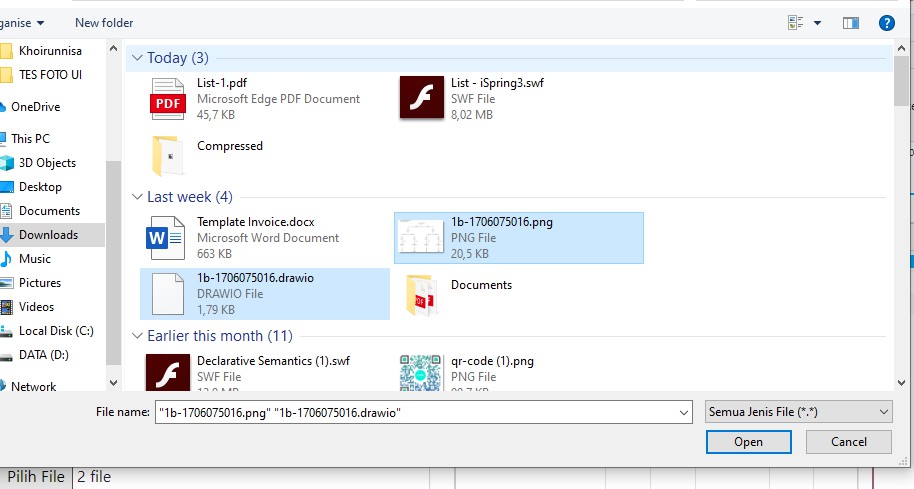 ganise
New folder
Khoirunnisa
TES FOTO UI
OneDrive
This PC
3D Objects
Desktop
Documents
Downloads
Music
Pictures
Videos
Local Disk (C:)
DATA (D:)
Network
Today (3)
List-1.pdf
Microsoft Edge PDF Document
45,7 KB
PDF
List - iSpring3.swf
SWF File
8,02 MB
Compressed
Last week (4)
Template Invoice.docx
Microsoft Word Document
663 KB
W
1b-1706075016.png
PNG File
20,5 KB
1b-1706075016.drawio
DRAWIO File
1,79 KB
PDF
Documents
Earlier this month (11)
Declarative Semantics (1).swf
SWF File
qr-code (1).png
PNG File
File name:
"1b-1706075016.png" "1b-1706075016.drawio"
Semua Jenis File (*.*)
Open
Cancel
Pilih File
2 file